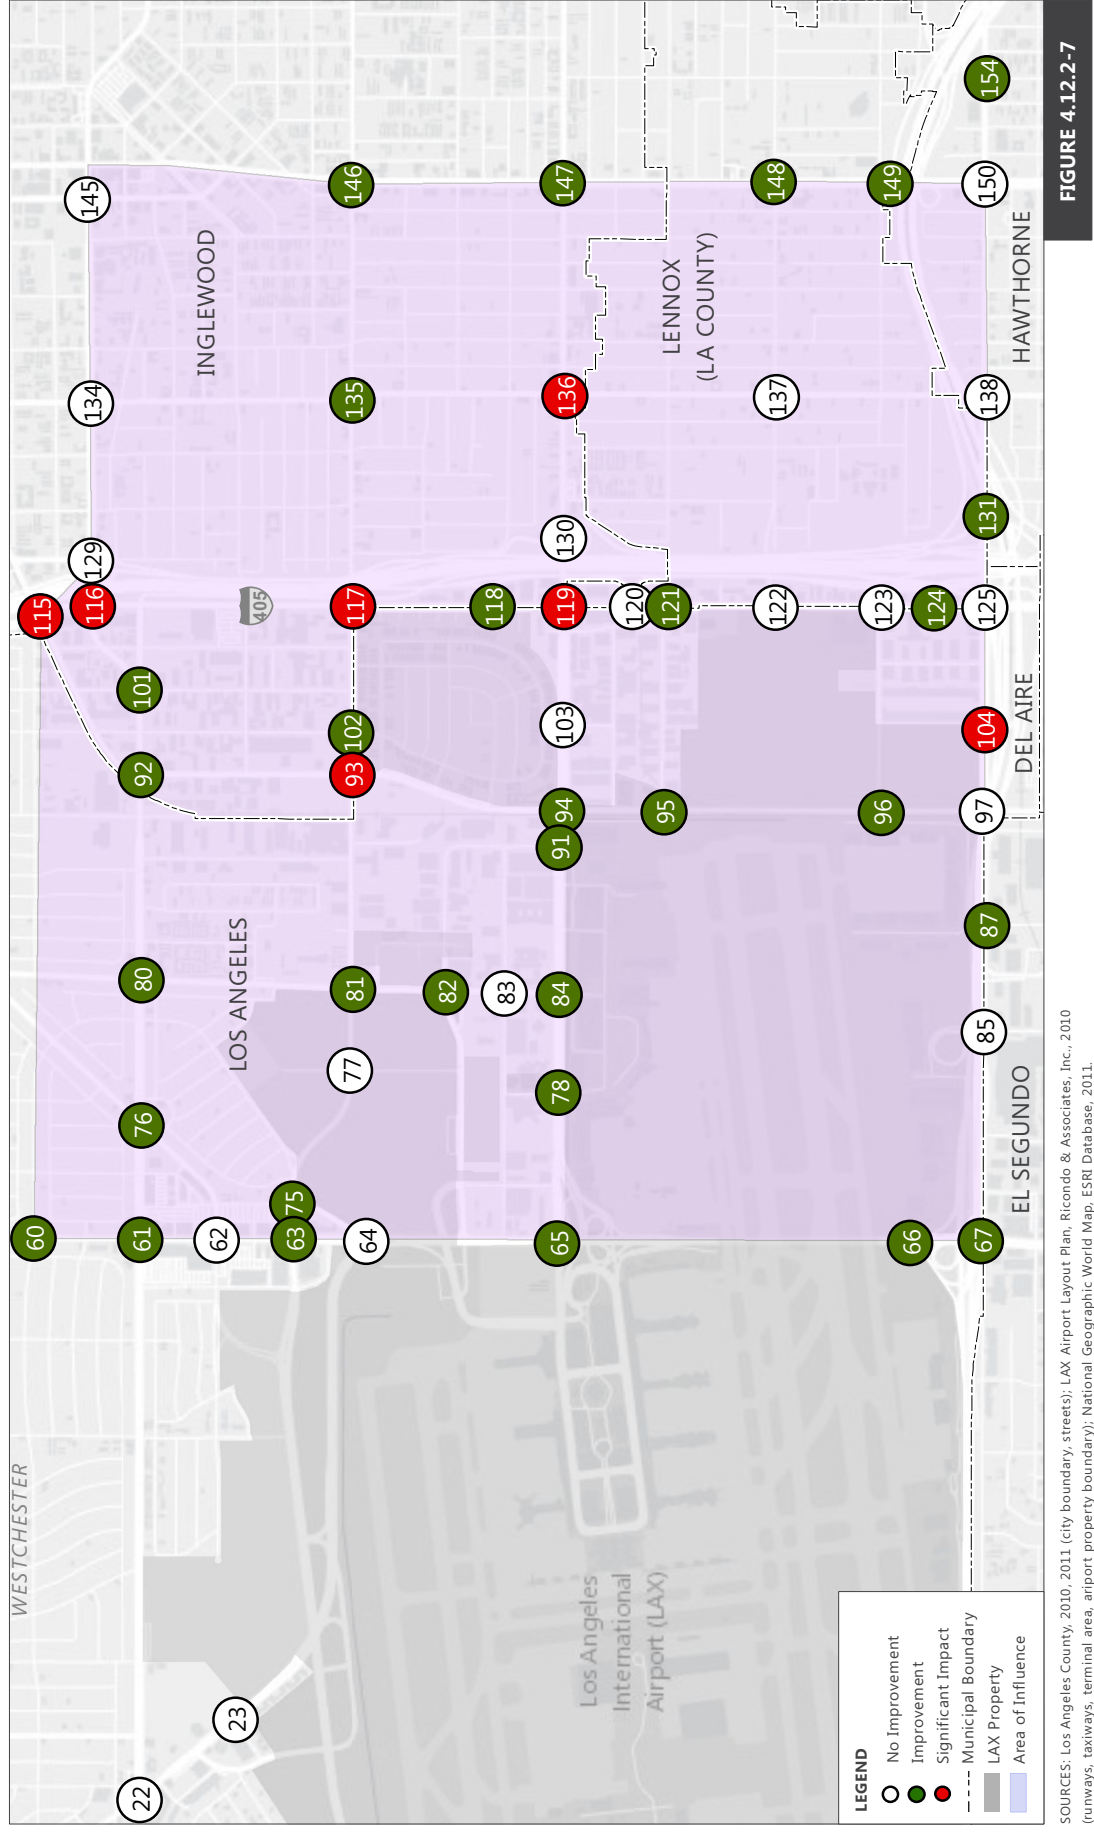 WESTCHESTER
60
115
116
129
134
145
22
61
76
80
92
101
INGLEWOOD
62
23
LOS ANGELES
405
63
75
64
77
81
93
102
117
135
146
82
118
83
65
78
84
91
94
103
119
130
136
147
Los Angeles
International
Airport (LAX)
120
95
121
LENNOX
(LA COUNTY)
122
137
148
96
123
149
66
124
67
85
87
97
104
125
131
138
150
154
EL SEGUNDO
DEL AIRE
HAWTHORNE
LEGEND
No Improvement
Improvement
Significant Impact
Municipal Boundary
LAX Property
Area of Influence
FIGURE 4.12.2-7
SOURCES: Los Angeles County, 2010, 2011 (city boundary, streets); LAX Airport Layout Plan, Ricondo & Associates, Inc., 2010
(runways, taxiways, terminal area, ariport property boundary); National Geographic World Map, ESRI Database, 2011.